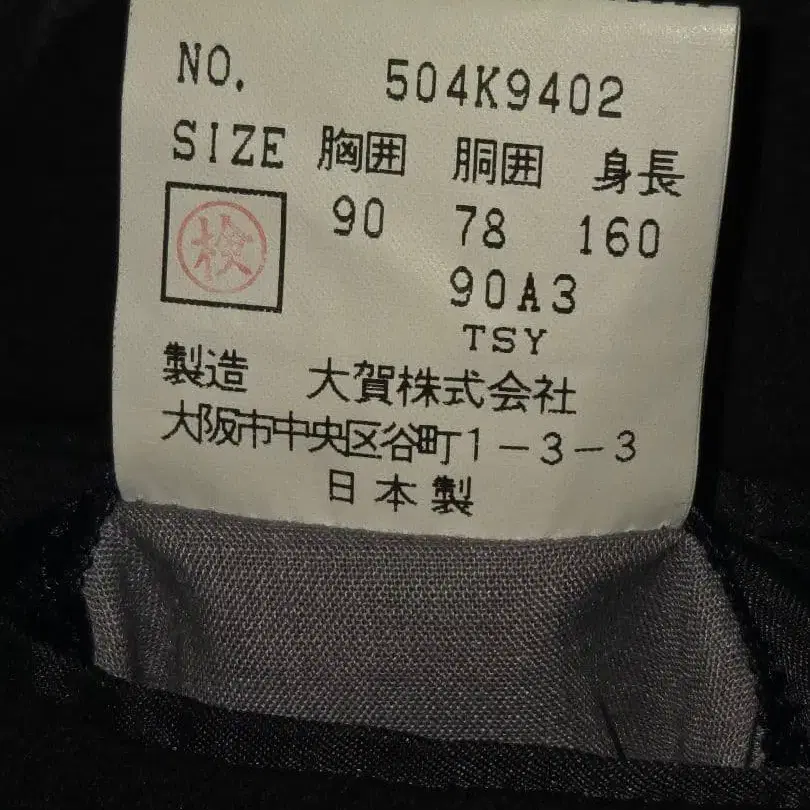 NO. 504K9402
SIZE 胸囲 胴囲 身長
90 78 160
検
90A3
TSY
製造 大賀株式会社
大阪市中央区谷町1-3-3
日本製